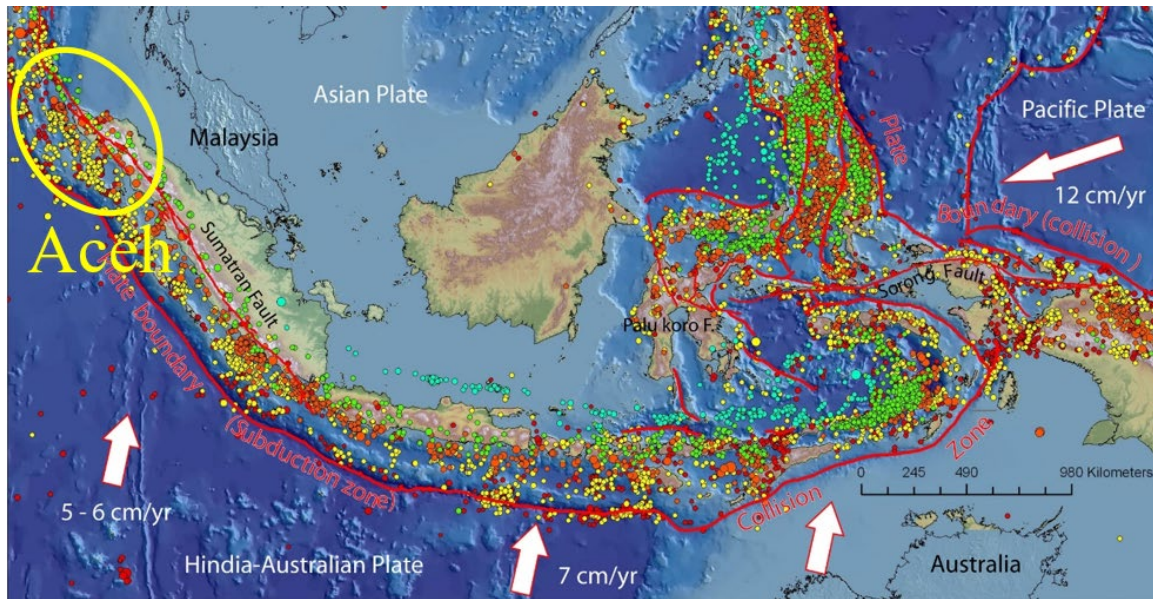 Asian Plate
Malaysia
Pacific Plate
12 cm/yr
Plate
Boundary (collision )
Aceh
Sumatran Fault
Sorong Fault
Palu koro F.
Plate boundary
(Subduction zone)
Collision
Zone
0 245 490 980 Kilometers
5 - 6 cm/yr
7 cm/yr
Hindia-Australian Plate
Australia